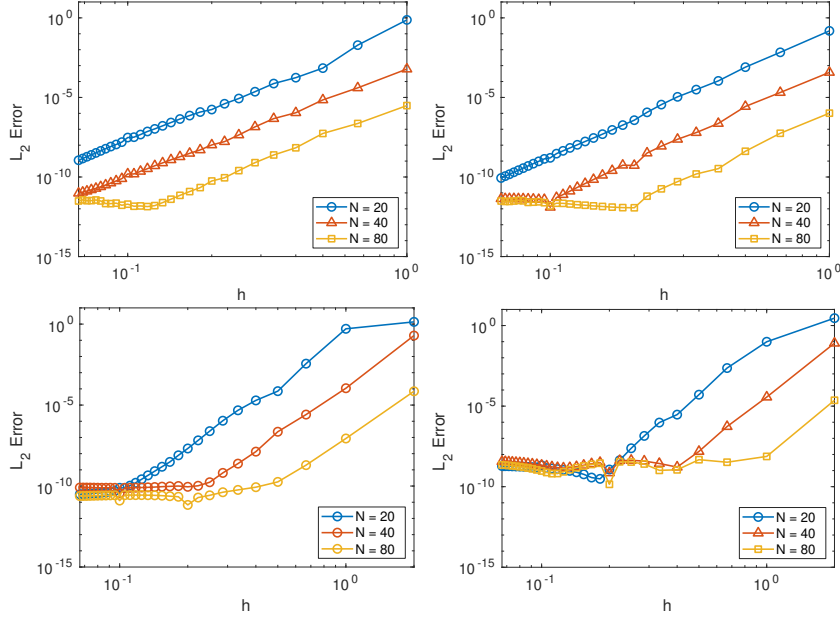 10^0
10^-5
10^-10
10^-15
L_2 Error
10^-1
10^0
h
N = 20
N = 40
N = 80
10^0
10^-5
10^-10
10^-15
L_2 Error
10^-1
10^0
h
N = 20
N = 40
N = 80
10^0
10^-5
10^-10
10^-15
L_2 Error
10^-1
10^0
h
N = 20
N = 40
N = 80
10^0
10^-5
10^-10
10^-15
L_2 Error
10^-1
10^0
h
N = 20
N = 40
N = 80